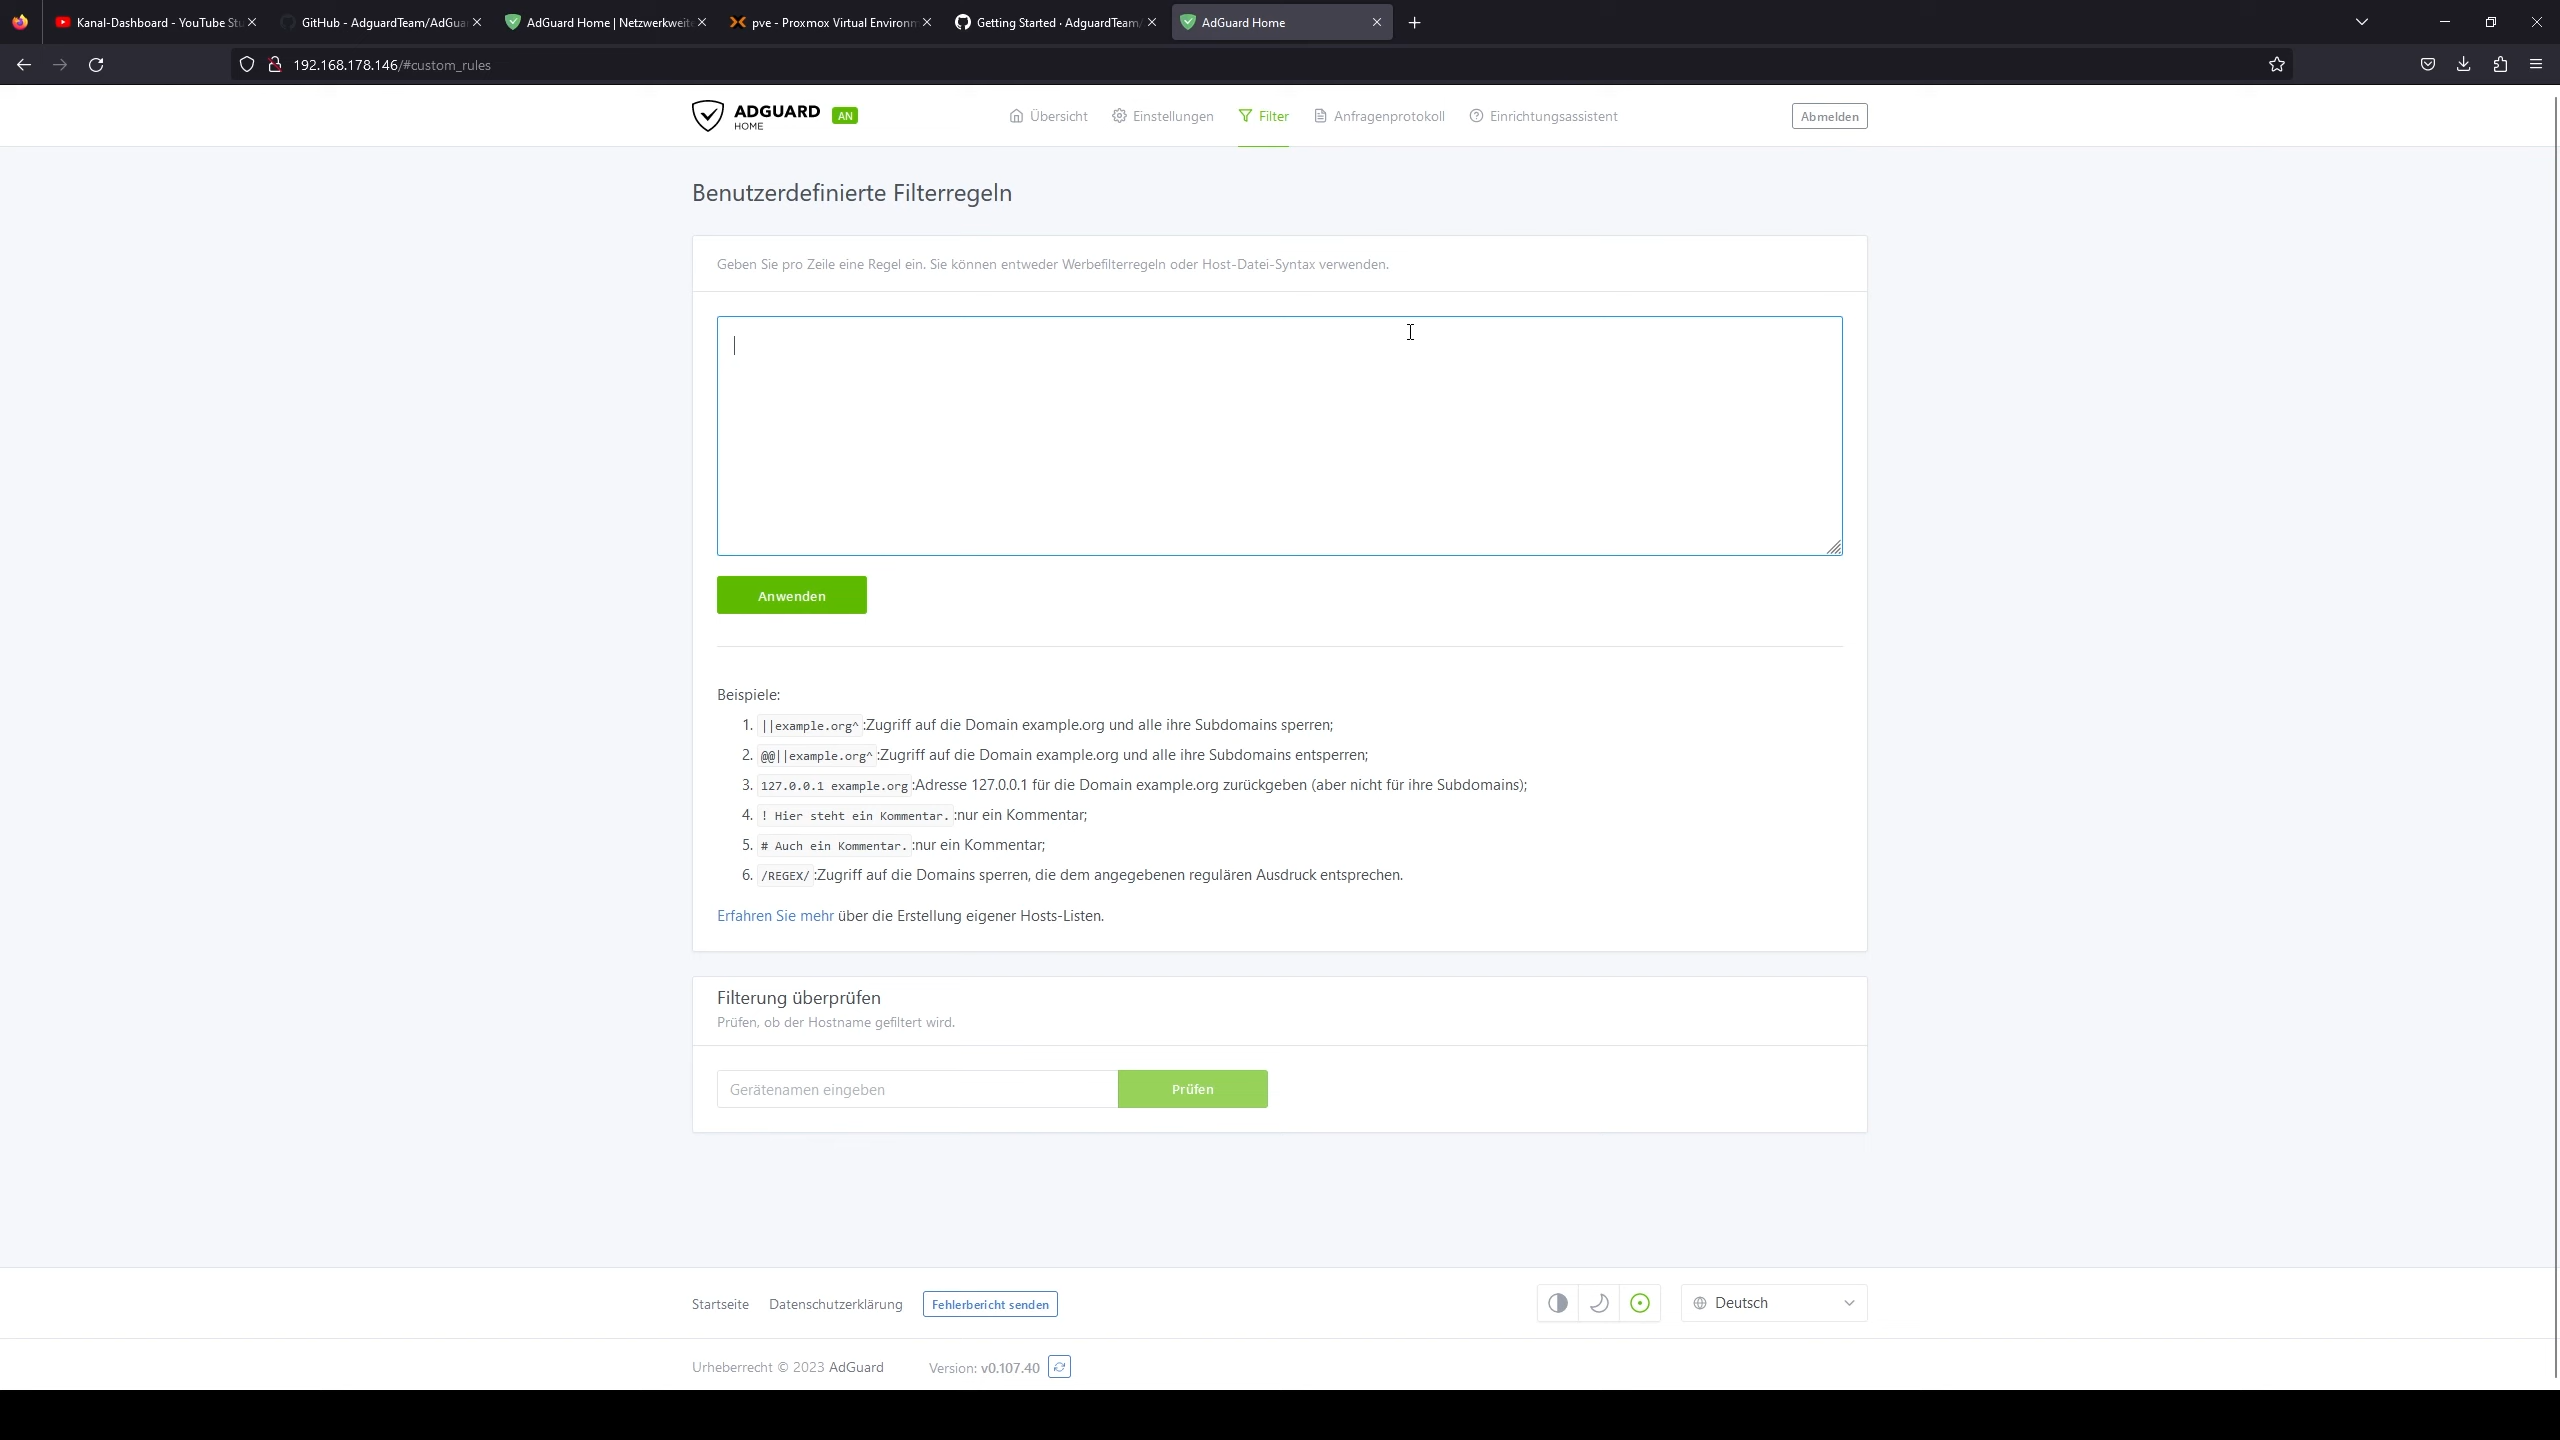 Kanal-Dashboard - YouTube Stu
GitHub - AdguardTeam/AdGua
AdGuard Home | Netzwerkweite
pve - Proxmox Virtual Environm
Getting Started · AdguardTeam/
AdGuard Home
192.168.178.146/#custom_rules
ADGUARD
HOME
AN
Übersicht
Einstellungen
Filter
Anfragenprotokoll
Einrichtungsassistent
Abmelden
Benutzerdefinierte Filterregeln
Geben Sie pro Zeile eine Regel ein. Sie können entweder Werbefilterregeln oder Host-Datei-Syntax verwenden.
Anwenden
Beispiele:
1. ||example.org^ :Zugriff auf die Domain example.org und alle ihre Subdomains sperren;
2. @@||example.org^ :Zugriff auf die Domain example.org und alle ihre Subdomains entsperren;
3. 127.0.0.1 example.org :Adresse 127.0.0.1 für die Domain example.org zurückgeben (aber nicht für ihre Subdomains);
4. ! Hier steht ein Kommentar. :nur ein Kommentar;
5. # Auch ein Kommentar. :nur ein Kommentar;
6. /REGEX/ :Zugriff auf die Domains sperren, die dem angegebenen regulären Ausdruck entsprechen.
Erfahren Sie mehr über die Erstellung eigener Hosts-Listen.
Filterung überprüfen
Prüfen, ob der Hostname gefiltert wird.
Gerätenamen eingeben
Prüfen
Startseite
Datenschutzerklärung
Fehlerbericht senden
Deutsch
Urheberrecht © 2023 AdGuard
Version: v0.107.40